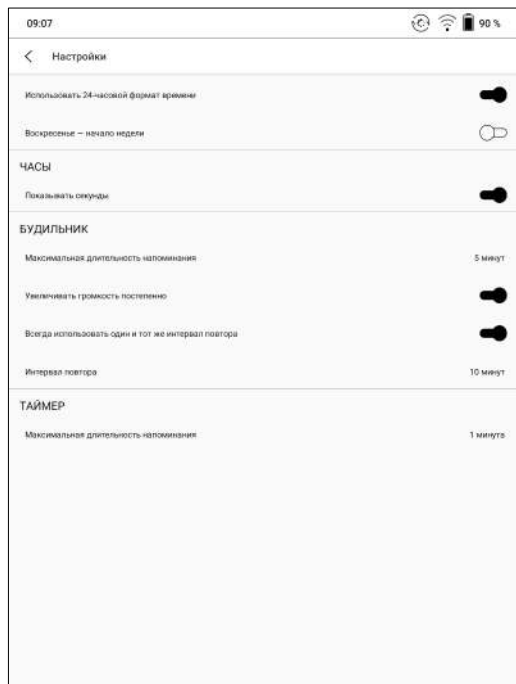 09:07 90 %
Настройки
Использовать 24-часовой формат времени
Воскресенье — начало недели
ЧАСЫ
Показывать секунды
БУДИЛЬНИК
Максимальная длительность напоминания 5 минут
Увеличивать громкость постепенно
Всегда использовать один и тот же интервал повтора
Интервал повтора 10 минут
ТАЙМЕР
Максимальная длительность напоминания 1 минута